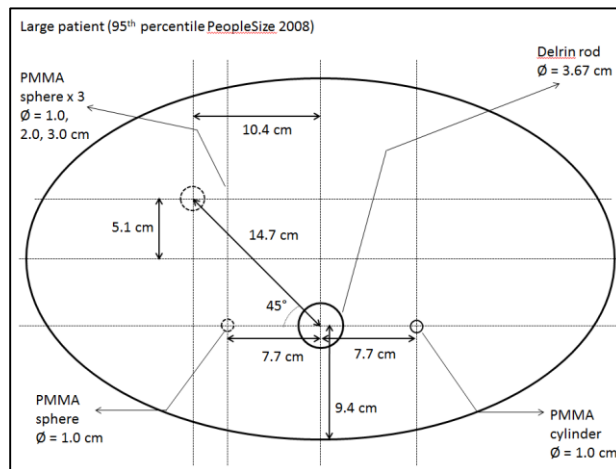 Large patient (95th percentile PeopleSize 2008)
PMMA
sphere x 3
Ø = 1.0,
2.0, 3.0 cm
Delrin rod
Ø = 3.67 cm
10.4 cm
5.1 cm
14.7 cm
45°
7.7 cm
7.7 cm
9.4 cm
PMMA
sphere
Ø = 1.0 cm
PMMA
cylinder
Ø = 1.0 cm